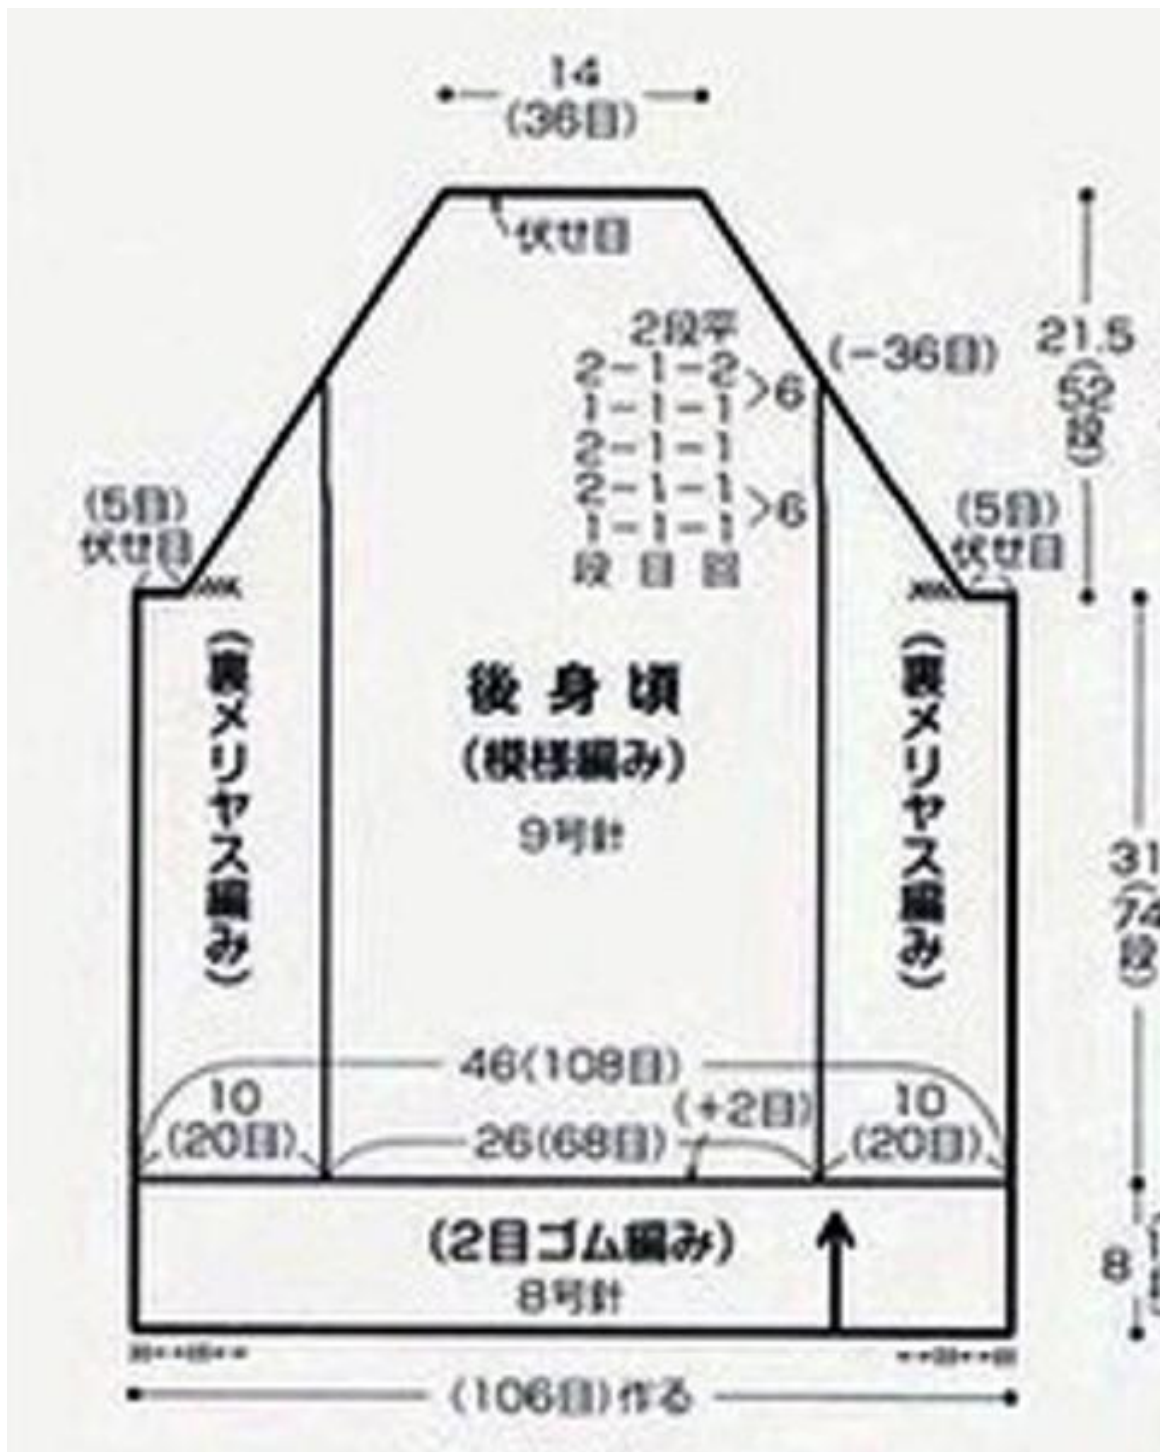 14
(36目)
伏せ目
2段平
2-1-2
1-1-1
>6
2-1-1
2-1-1
1-1-1
>6
段 目 回
(-36目)
21.5
(52段)
(5目)
伏せ目
(5目)
伏せ目
(裏メリヤス編み)
後身頃
(模様編み)
9号針
(裏メリヤス編み)
31
(74段)
46(108目)
10
(20目)
26(68目)
(+2目)
10
(20目)
(2目ゴム編み)
8号針
8
(106目)作る